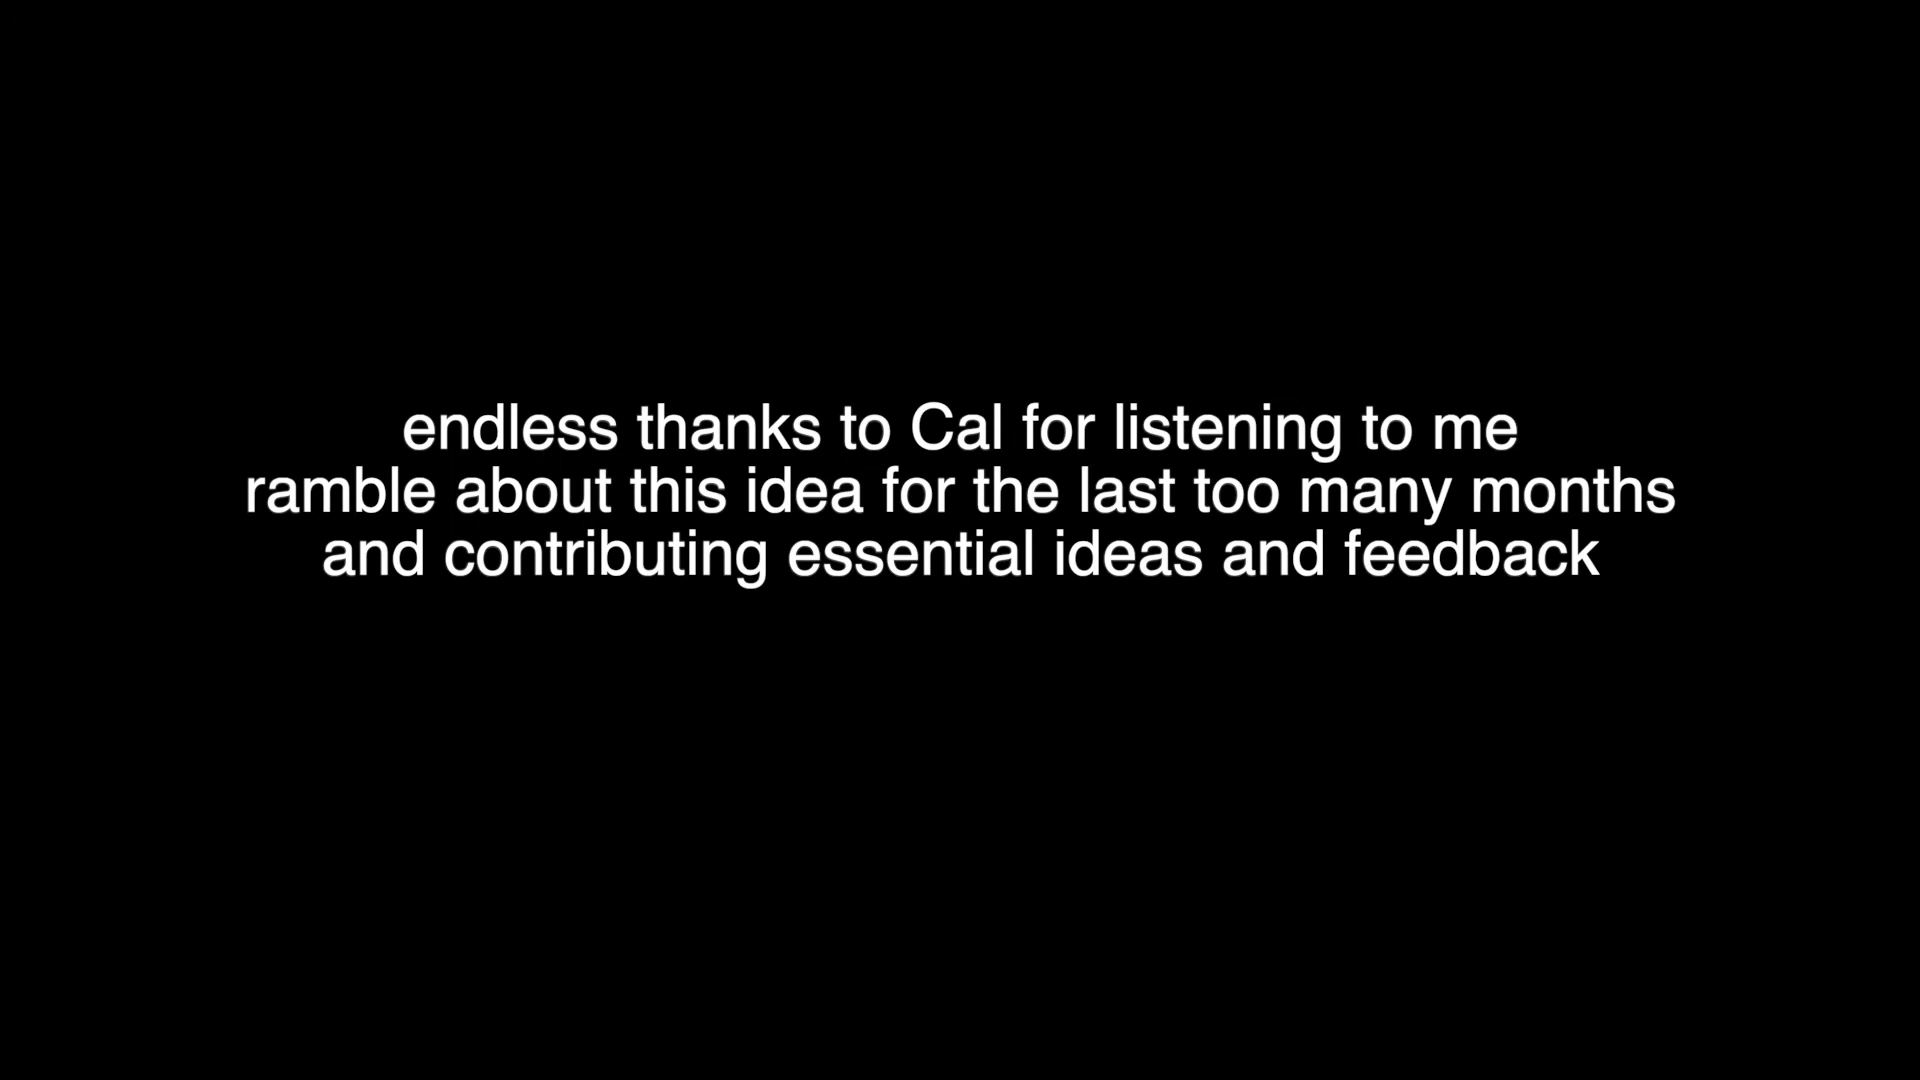 endless thanks to Cal for listening to me
ramble about this idea for the last too many months
and contributing essential ideas and feedback